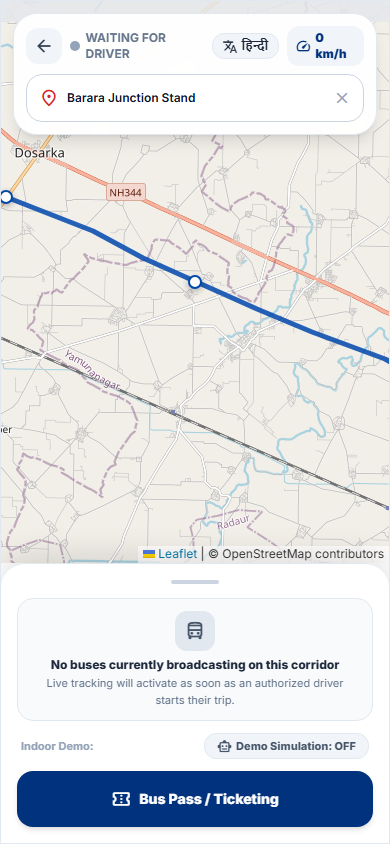 WAITING FOR
DRIVER
हिन्दी
0
km/h
Barara Junction Stand
Dosarka
NH344
Yamunanagar
er
Radaur
Leaflet | © OpenStreetMap contributors
No buses currently broadcasting on this corridor
Live tracking will activate as soon as an authorized driver
starts their trip.
Indoor Demo:
Demo Simulation: OFF
Bus Pass / Ticketing